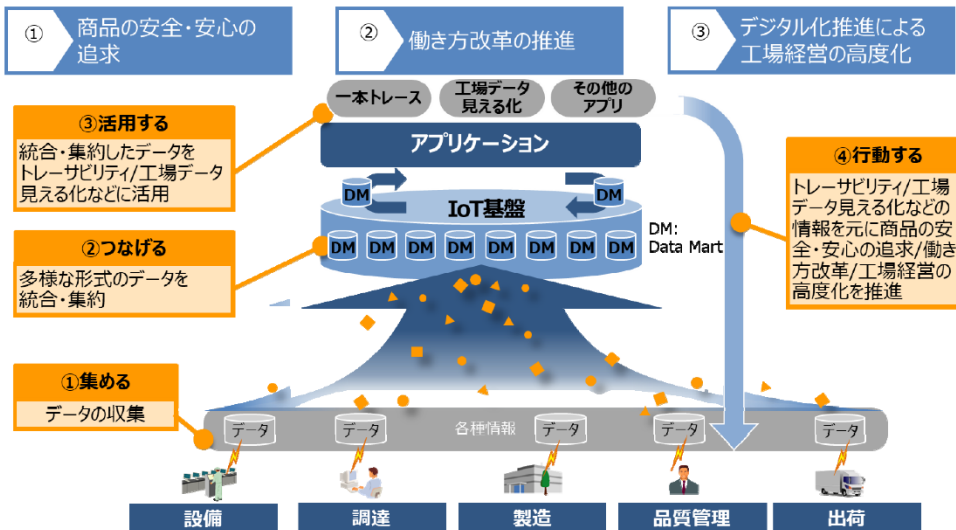 ①
商品の安全・安心の
追求
②
働き方改革の推進
③
デジタル化推進による
工場経営の高度化
一本トレース
工場データ
見える化
その他の
アプリ
③活用する
統合・集約したデータを
トレーサビリティ/工場データ
見える化などに活用
アプリケーション
④行動する
トレーサビリティ/工場
データ見える化などの
情報を元に商品の安
全・安心の追求/働き
方改革/工場経営の
高度化を推進
DM
IoT基盤
DM
DM DM DM DM DM DM DM DM
DM:
Data Mart
②つなげる
多様な形式のデータを
統合・集約
①集める
データの収集
データ
データ
各種情報
データ
データ
データ
設備
調達
製造
品質管理
出荷